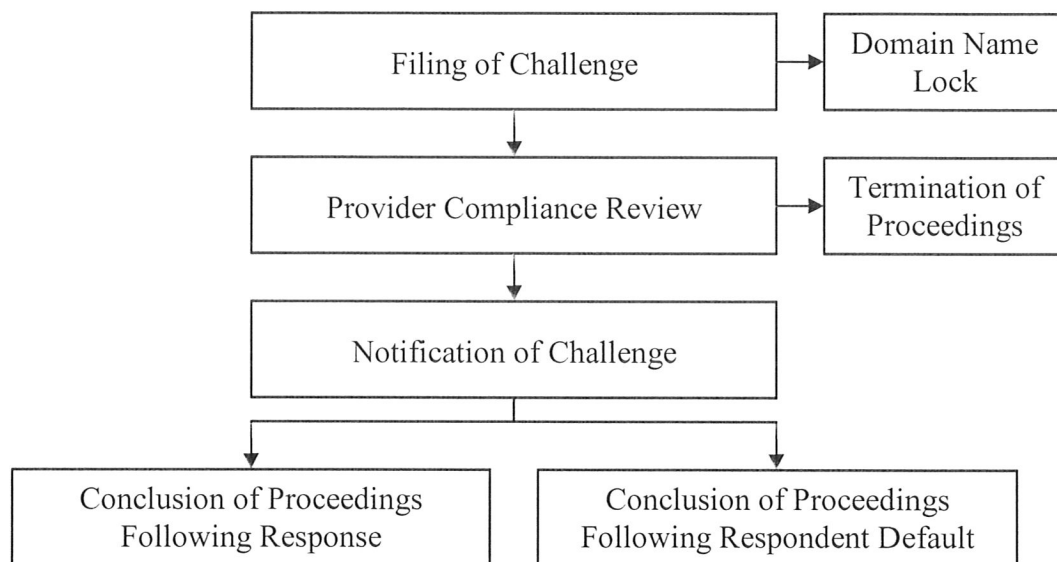 Filing of Challenge
Domain Name
Lock
Provider Compliance Review
Termination of
Proceedings
Notification of Challenge
Conclusion of Proceedings
Following Response
Conclusion of Proceedings
Following Respondent Default